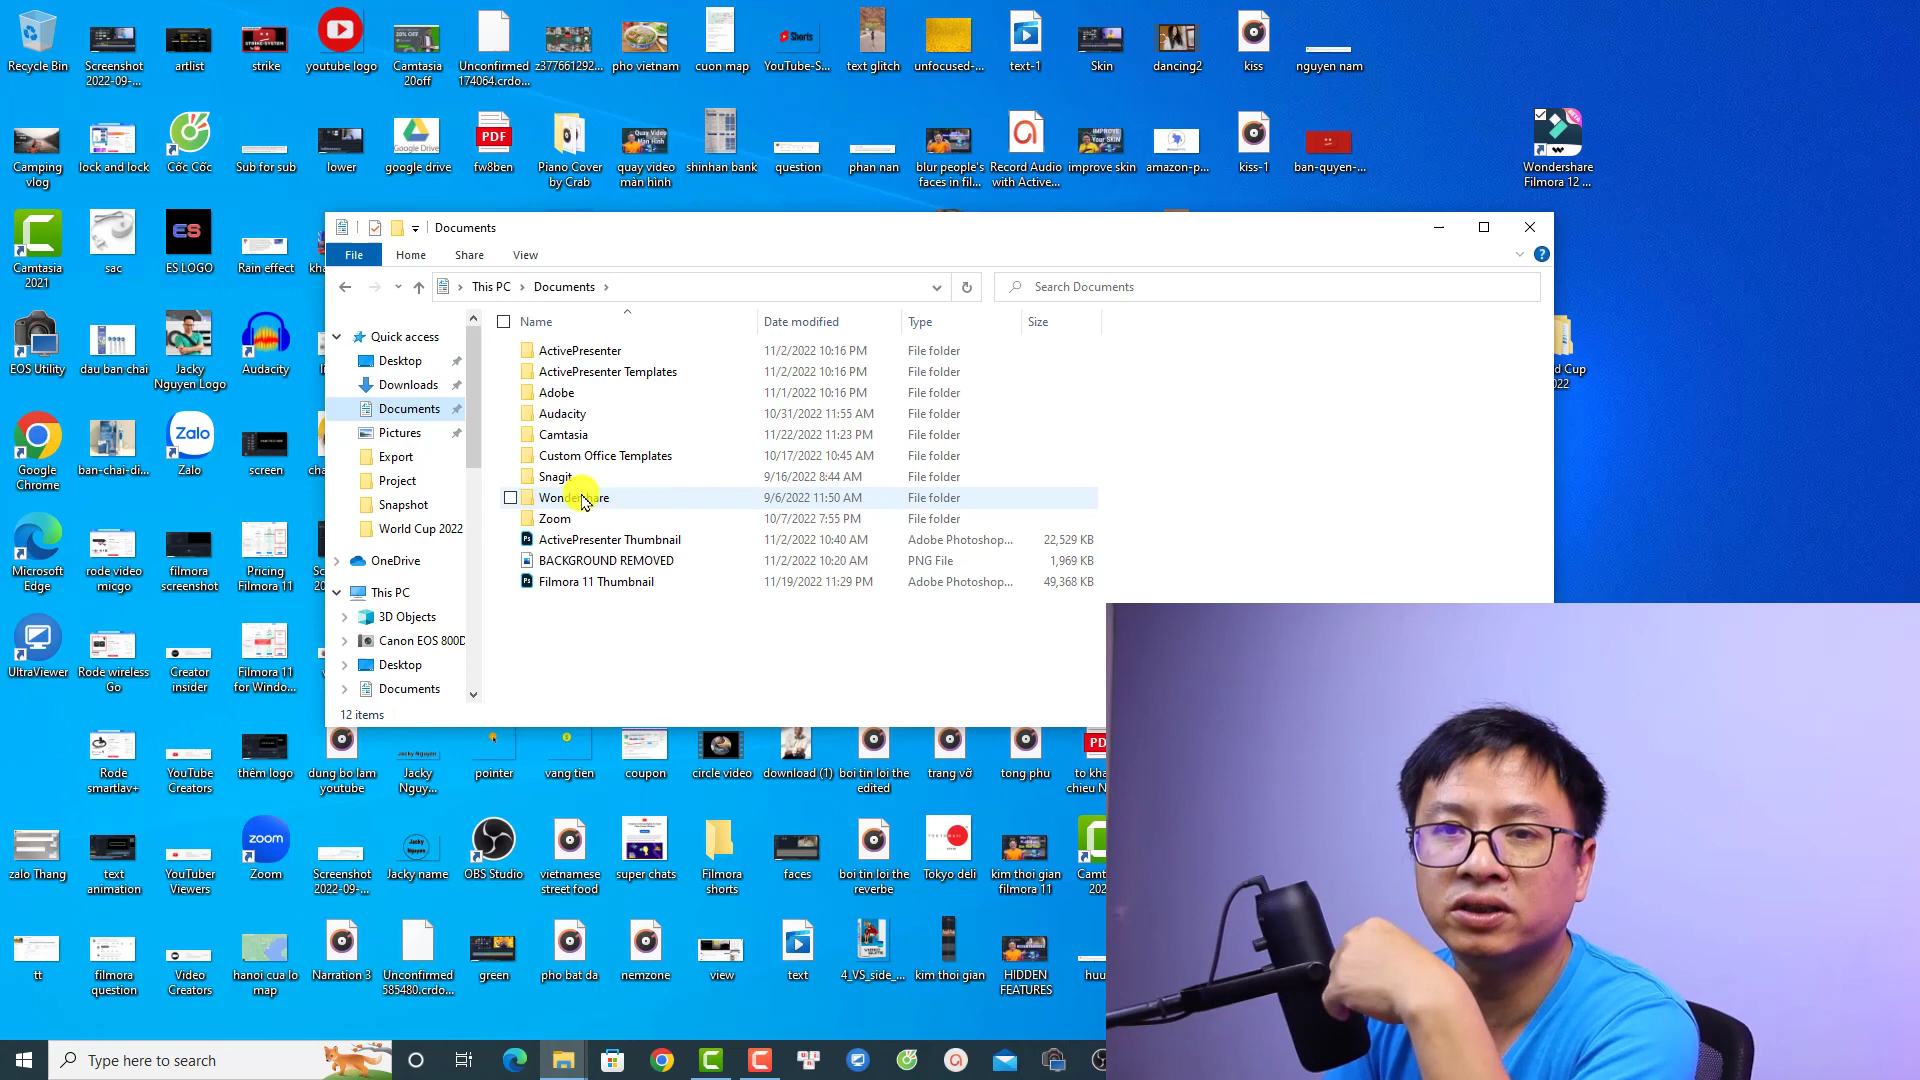 Recycle Bin
Screenshot
2022-09-...
artlist
strike
youtube logo
Camtasia
20off
Unconfirmed
174064.crdo...
z377661292...
pho vietnam
cuon map
YouTube-S...
text glitch
unfocused-...
text-1
Skin
dancing2
kiss
nguyen nam
Camping
vlog
lock and lock
Cốc Cốc
Sub for sub
lower
google drive
fw8ben
Piano Cover
by Crab
quay video
màn hình
shinhan bank
question
phan nan
blur people's
faces in fil...
Record Audio
with Active...
improve skin
amazon-p...
kiss-1
ban-quyen-...
Wondershare
Filmora 12 ...
Camtasia
2021
sac
ES LOGO
Rain effect
EOS Utility
dau ban chai
Jacky
Nguyen Logo
Audacity
Google
Chrome
ban-chai-di...
Zalo
screen
Microsoft
Edge
rode video
micgo
filmora
screenshot
Pricing
Filmora 11
UltraViewer
Rode wireless
Go
Creator
insider
Filmora 11
for Windo...
Documents
File
Home
Share
View
This PC
Documents
Search Documents
Name
Date modified
Type
Size
Quick access
Desktop
Downloads
Documents
Pictures
Export
Project
Snapshot
World Cup 2022
OneDrive
This PC
3D Objects
Canon EOS 800D
Desktop
Documents
ActivePresenter 11/2/2022 10:16 PM File folder
ActivePresenter Templates 11/2/2022 10:16 PM File folder
Adobe 11/1/2022 10:16 PM File folder
Audacity 10/31/2022 11:55 AM File folder
Camtasia 11/22/2022 11:23 PM File folder
Custom Office Templates 10/17/2022 10:45 AM File folder
Snagit 9/16/2022 8:44 AM File folder
Wondershare 9/6/2022 11:50 AM File folder
Zoom 10/7/2022 7:55 PM File folder
ActivePresenter Thumbnail 11/2/2022 10:40 AM Adobe Photoshop... 22,529 KB
BACKGROUND REMOVED 11/2/2022 10:20 AM PNG File 1,969 KB
Filmora 11 Thumbnail 11/19/2022 11:29 PM Adobe Photoshop... 49,368 KB
12 items
d Cup
2022
Rode
smartlav+
YouTube
Creators
thêm logo
dung bo lam
youtube
Jacky
Nguy...
pointer
vang tien
coupon
circle video
download (1)
boi tin loi the
edited
trang vỡ
tong phu
to kha
chieu N
zalo Thang
text
animation
YouTuber
Viewers
Zoom
Screenshot
2022-09-...
Jacky name
OBS Studio
vietnamese
street food
super chats
Filmora
shorts
faces
boi tin loi the
reverbe
Tokyo deli
kim thoi gian
filmora 11
Camt
202
tt
filmora
question
Video
Creators
hanoi cua lo
map
Narration 3
Unconfirmed
585480.crdo...
green
pho bat da
nemzone
view
text
4_VS_side_...
kim thoi gian
HIDDEN
FEATURES
huu
Type here to search